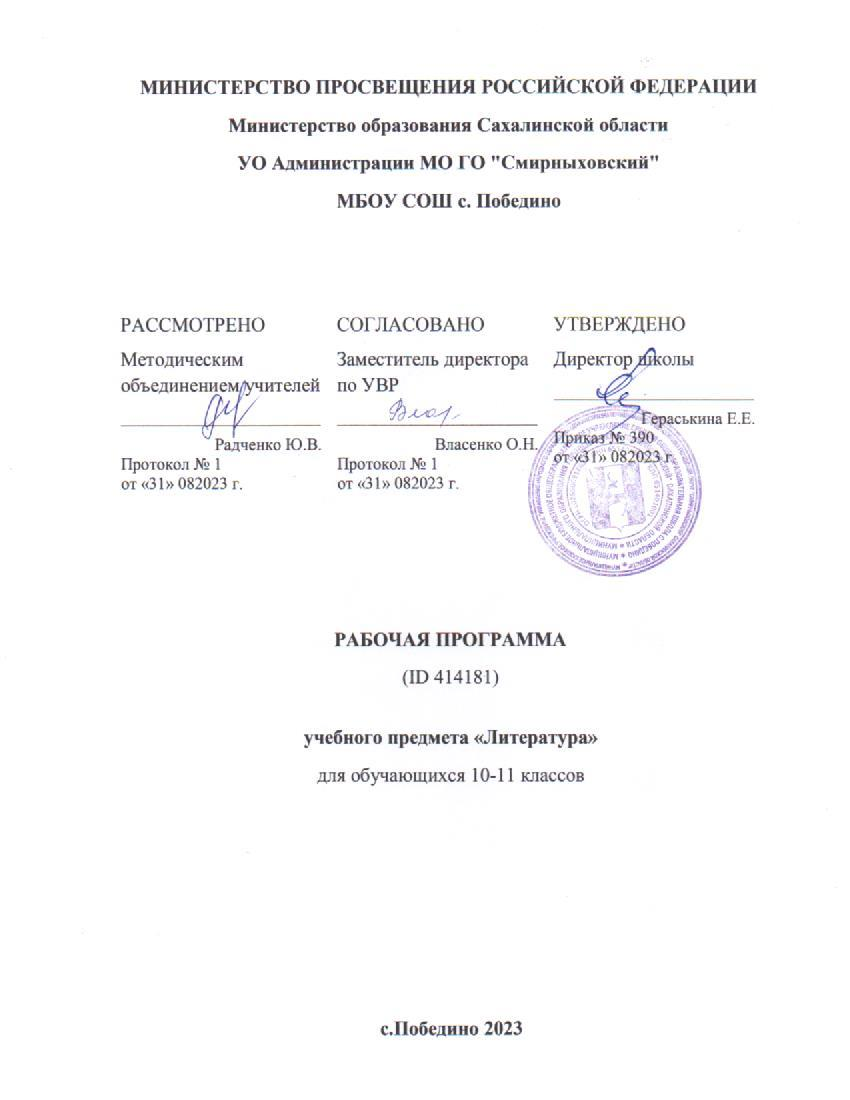 МИНИСТЕРСТВО ПРОСВЕЩЕНИЯ РОССИЙСКОЙ ФЕДЕРАЦИИ
Министерство образования Сахалинской области
УО Администрации МО ГО "Смирныховский"
МБОУ СОШ с. Победино
РАССМОТРЕНО
Методическим
объединением учителей
Радченко Ю.В.
Протокол № 1
от «31» 082023 г.
СОГЛАСОВАНО
Заместитель директора
по УВР
Власенко О.Н.
Протокол № 1
от «31» 082023 г.
УТВЕРЖДЕНО
Директор школы
Гераськина Е.Е.
Приказ № 390
от «31» 082023 г.
РАБОЧАЯ ПРОГРАММА
(ID 414181)
учебного предмета «Литература»
для обучающихся 10-11 классов
с.Победино 2023